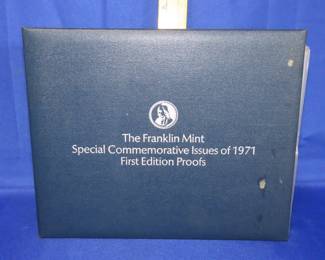 The Franklin Mint
Special Commemorative Issues of 1971
First Edition Proofs